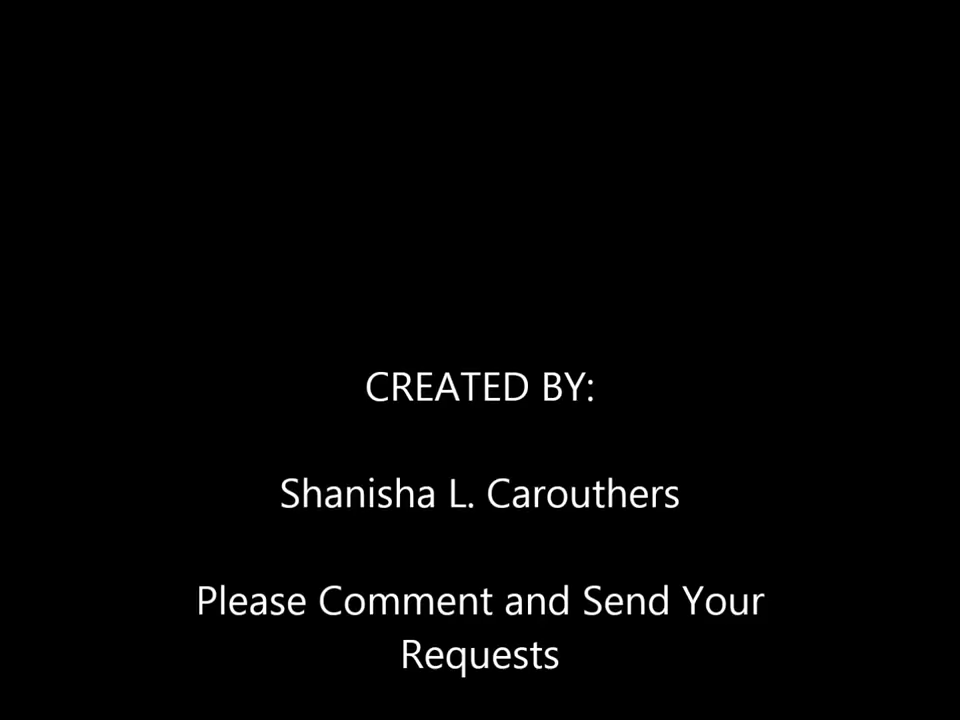 CREATED BY:
Shanisha L. Carouthers
Please Comment and Send Your
Requests